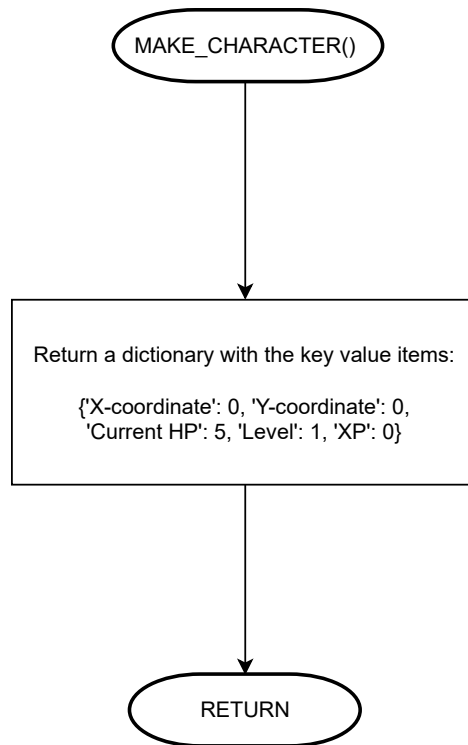 MAKE_CHARACTER()
Return a dictionary with the key value items:
{'X-coordinate': 0, 'Y-coordinate': 0,
'Current HP': 5, 'Level': 1, 'XP': 0}
RETURN